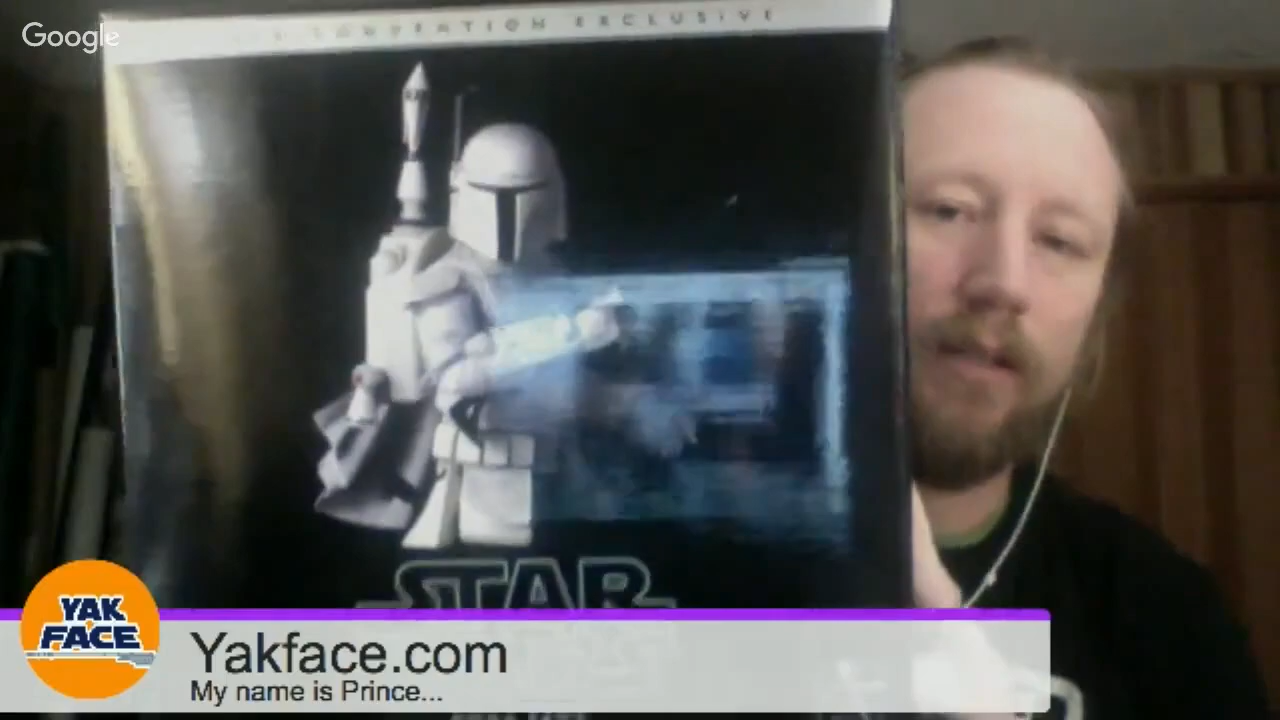 CONVENTION EXCLUSIVE
Google
STAR
YAK
FACE
Yakface.com
My name is Prince...